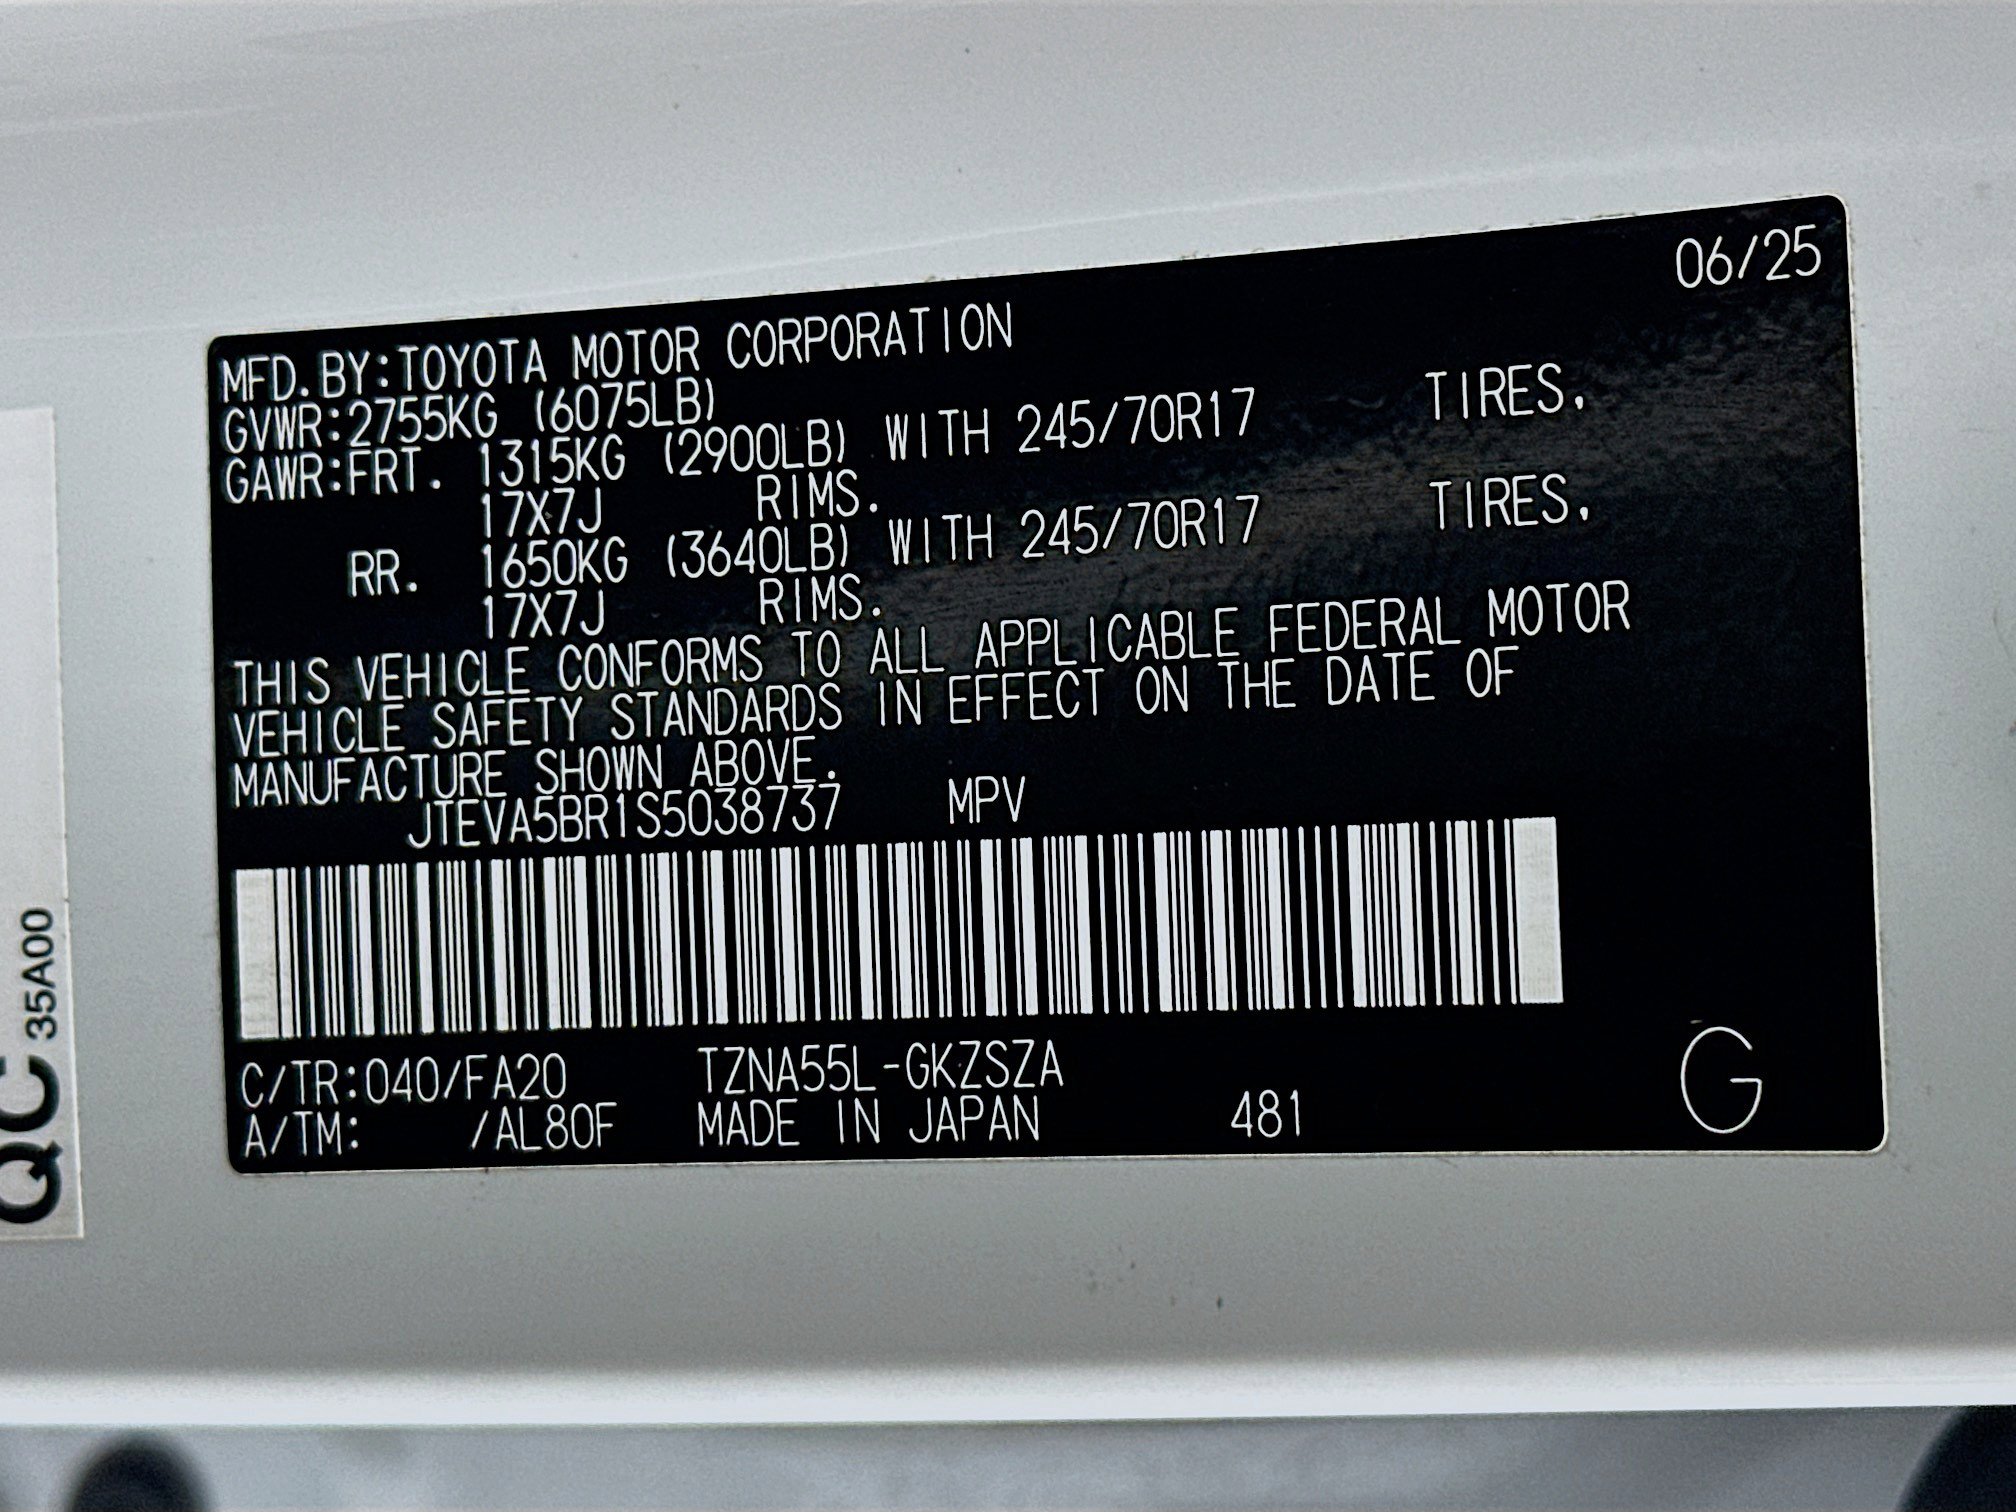 06/25
MFD.BY:TOYOTA MOTOR CORPORATION
GVWR:2755KG (6075LB)
GAWR:FRT. 1315KG (2900LB) WITH 245/70R17 TIRES,
17X7J RIMS.
RR. 1650KG (3640LB) WITH 245/70R17 TIRES,
17X7J RIMS.
THIS VEHICLE CONFORMS TO ALL APPLICABLE FEDERAL MOTOR
VEHICLE SAFETY STANDARDS IN EFFECT ON THE DATE OF
MANUFACTURE SHOWN ABOVE.
JTEVA5BR1S5038737 MPV
C/TR:040/FA20 TZNA55L-GKZSZA
A/TM: /AL80F MADE IN JAPAN 481 G
QC 35A00